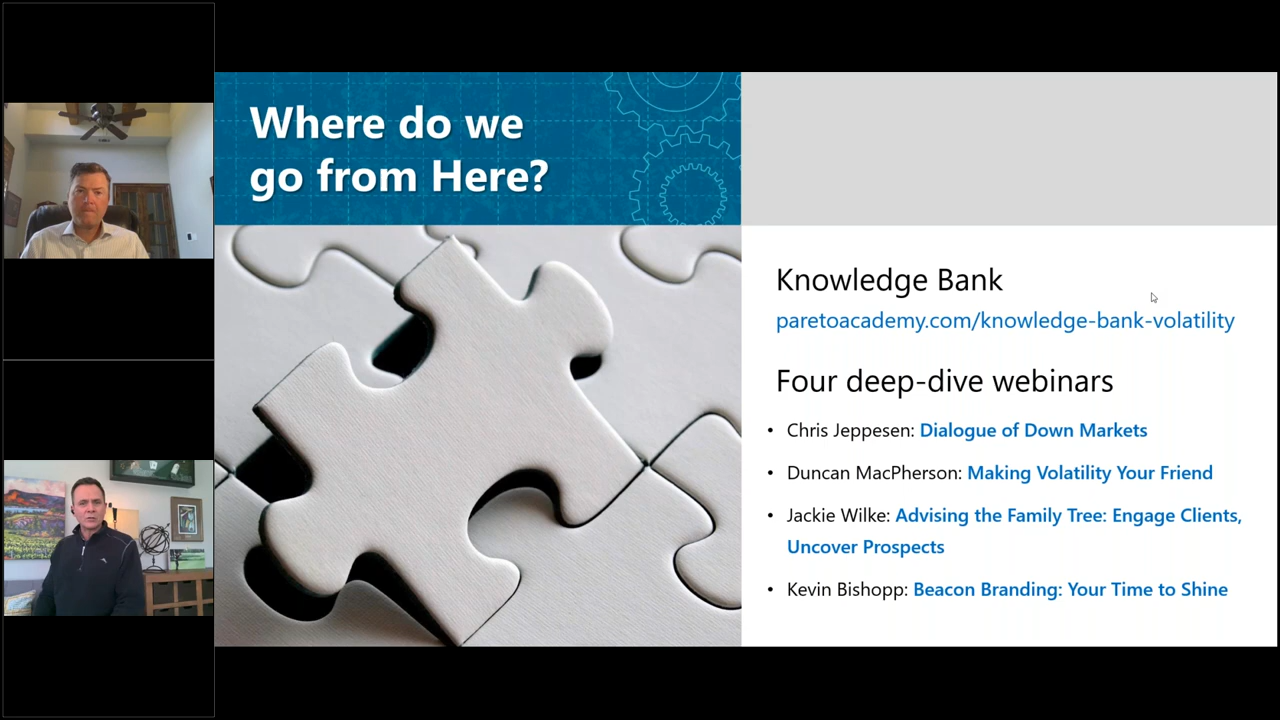 Where do we
go from Here?
Knowledge Bank
paretoacademy.com/knowledge-bank-volatility
Four deep-dive webinars
• Chris Jeppesen: Dialogue of Down Markets
• Duncan MacPherson: Making Volatility Your Friend
• Jackie Wilke: Advising the Family Tree: Engage Clients,
Uncover Prospects
• Kevin Bishopp: Beacon Branding: Your Time to Shine